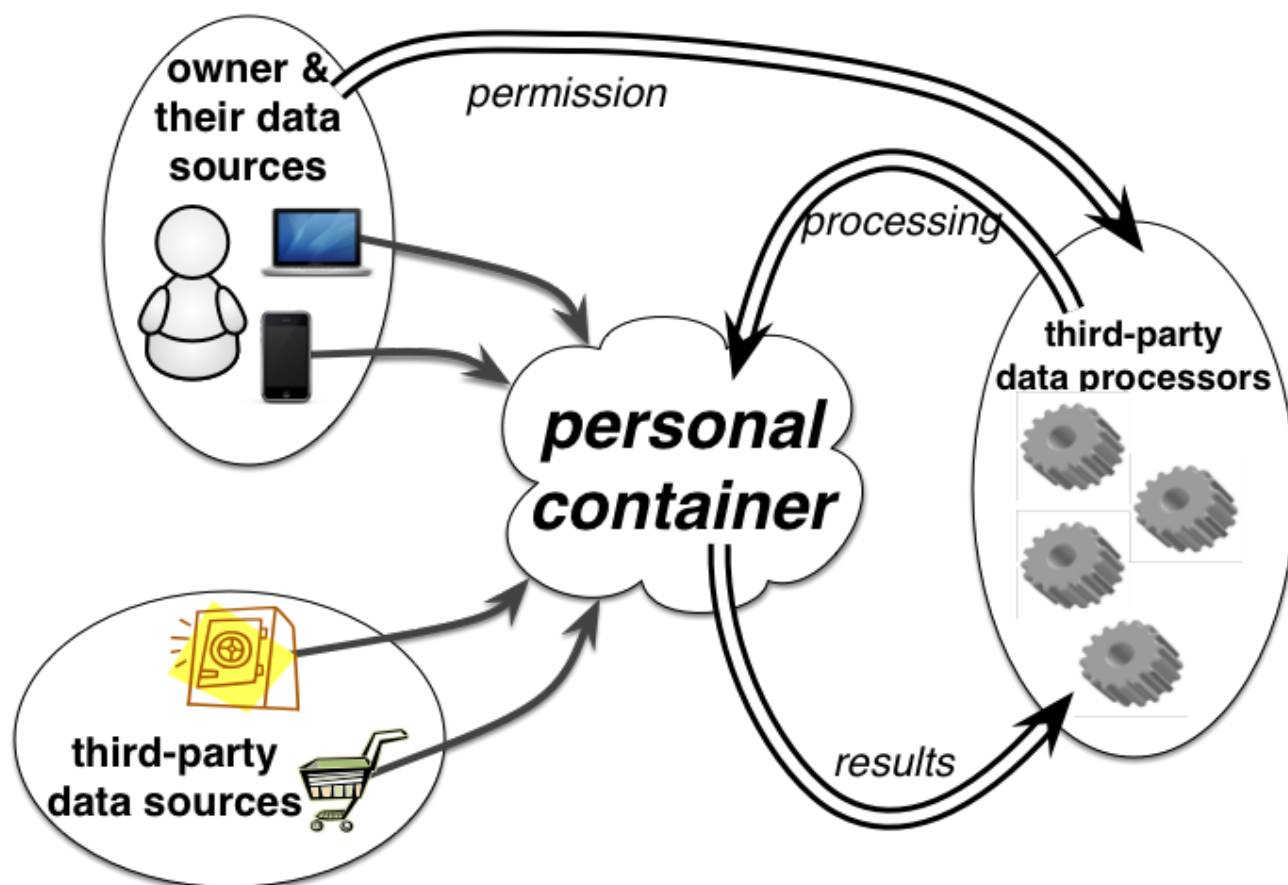 owner &
their data
sources
permission
processing
third-party
data processors
personal
container
third-party
data sources
results